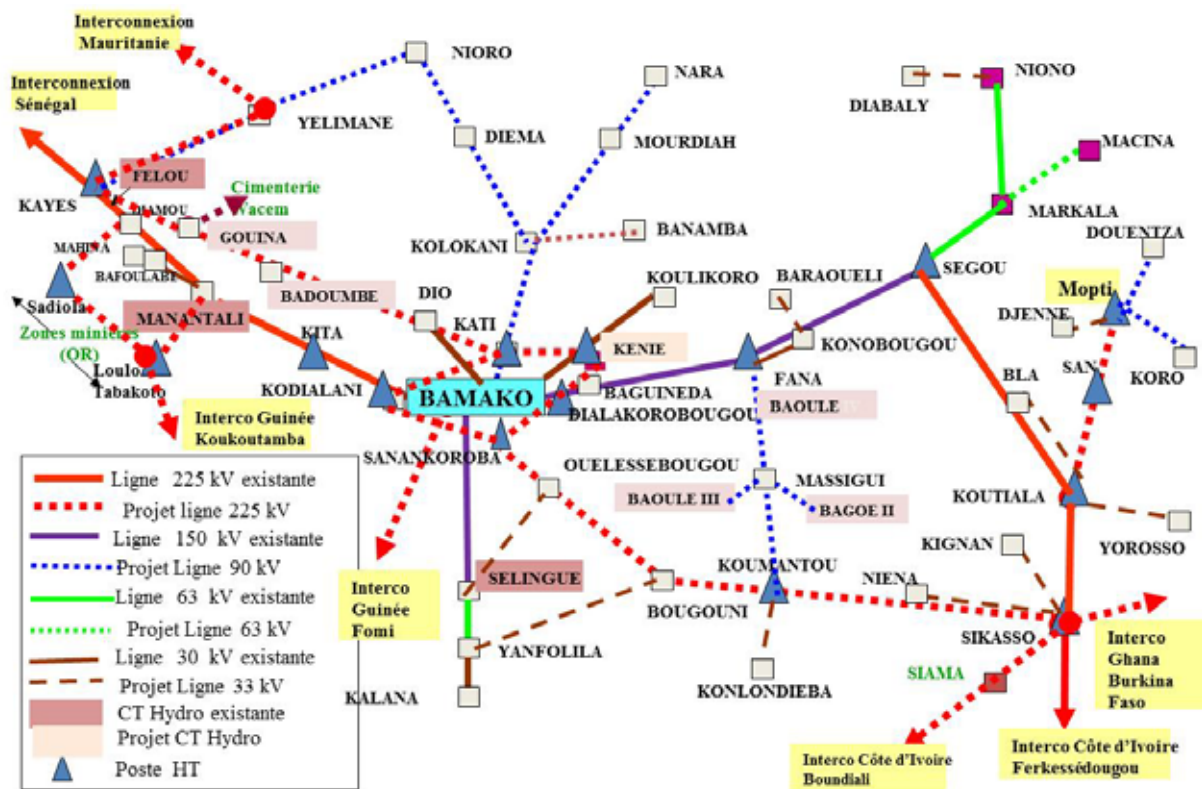 Interconnexion
Mauritanie
NIORO
NARA
NIONO
DIABALY
Interconnexion
Sénégal
YELIMANE
DIEMA
MOURDIAH
MACINA
FELOU
KAYES
DIAMOU
Cimenterie
Wacem
GOUINA
MARKALA
DOUENTZA
MAHINA
BAFOULABE
KOLOKANI
BANAMBA
KOULIKORO
BARAOUELI
SEGOU
BADOUMBE
DIO
Mopti
Sadiola
MANANTALI
KITA
KATI
KENIE
KONOBOUGOU
DJENNE
Zones minières
(OR)
SAN
KORO
Loulo
Tabakoto
KODIALANI
BAMAKO
BAGUINEDA
FANA
BLA
DIALAKOROBOUGOU
BAOULE
Interco Guinée
Koukoutamba
SANANKOROBA
OUELESSEBOUGOU
MASSIGUI
BAOULE III
BAGOE II
KOUTIALA
YOROSSO
KIGNAN
KOUMANTOU
NIENA
SELINGUE
BOUGOUNI
Interco
Guinée
Fomi
SIKASSO
YANFOLILA
KALANA
KONLONDIEBA
SIAMA
Interco
Ghana
Burkina
Faso
Interco Côte d'Ivoire
Boundiali
Interco Côte d'Ivoire
Ferkessédougou
Ligne 225 kV existante
Projet ligne 225 kV
Ligne 150 kV existante
Projet Ligne 90 kV
Ligne 63 kV existante
Projet Ligne 63 kV
Ligne 30 kV existante
Projet Ligne 33 kV
CT Hydro existante
Projet CT Hydro
Poste HT